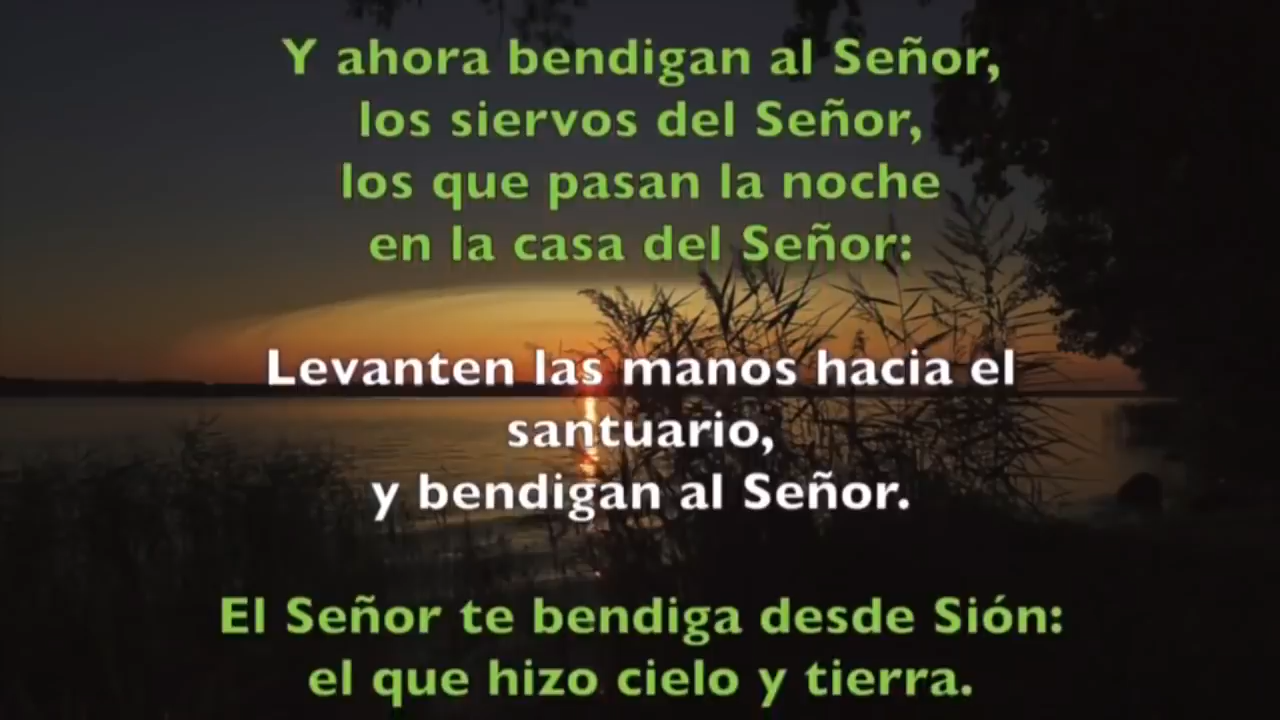 Y ahora bendigan al Señor,
los siervos del Señor,
los que pasan la noche
en la casa del Señor:
Levanten las manos hacia el
santuario,
y bendigan al Señor.
El Señor te bendiga desde Sión:
el que hizo cielo y tierra.